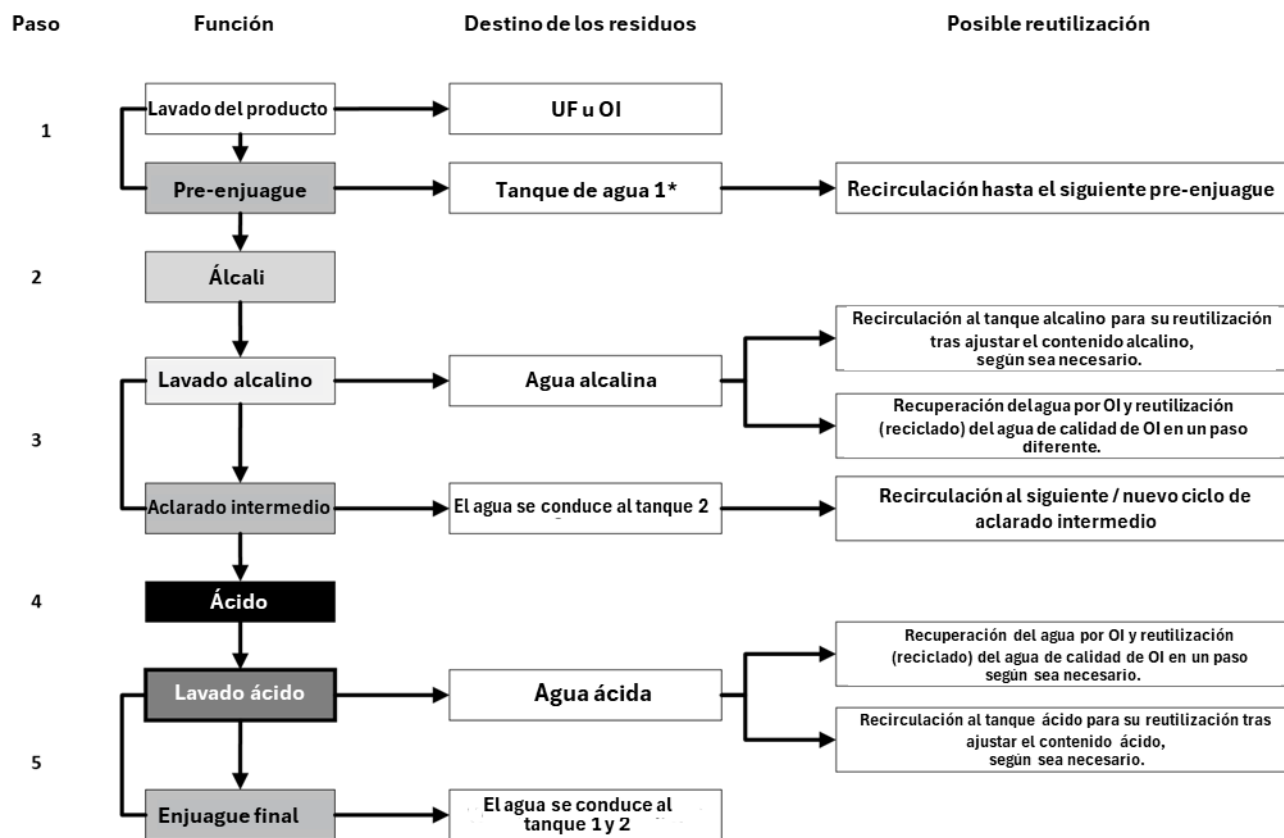 Paso
Función
Destino de los residuos
Posible reutilización
1
Lavado del producto
UF u OI
Pre-enjuague
Tanque de agua 1*
Recirculación hasta el siguiente pre-enjuague
2
Álcali
3
Lavado alcalino
Agua alcalina
Recirculación al tanque alcalino para su reutilización
tras ajustar el contenido alcalino,
según sea necesario.
Recuperación del agua por OI y reutilización
(reciclado) del agua de calidad de OI en un paso
diferente.
Aclarado intermedio
El agua se conduce al tanque 2
Recirculación al siguiente / nuevo ciclo de
aclarado intermedio
4
Ácido
5
Lavado ácido
Agua ácida
Recuperación del agua por OI y reutilización
(reciclado) del agua de calidad de OI en un paso
según sea necesario.
Recirculación al tanque ácido para su reutilización tras
ajustar el contenido ácido,
según sea necesario.
Enjuague final
El agua se conduce al
tanque 1 y 2